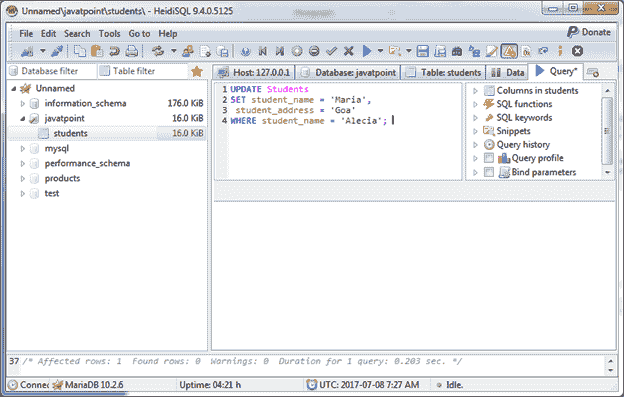 Unnamed\javatpoint\students\ - HeidiSQL 9.4.0.5125
File Edit Search Tools Go to Help
Donate
Database filter
Table filter
Host: 127.0.0.1
Database: javatpoint
Table: students
Data
Query*
Unnamed
information_schema 176.0 KiB
javatpoint 16.0 KiB
students 16.0 KiB
mysql
performance_schema
products
test
1 UPDATE Students
2 SET student_name = 'Maria',
3 student_address = 'Goa'
4 WHERE student_name = 'Alecia';
Columns in students
SQL functions
SQL keywords
Snippets
Query history
Query profile
Bind parameters
37 /* Affected rows: 1 Found rows: 0 Warnings: 0 Duration for 1 query: 0.203 sec. */
Connec
MariaDB 10.2.6
Uptime: 04:21 h
UTC: 2017-07-08 7:27 AM
Idle.